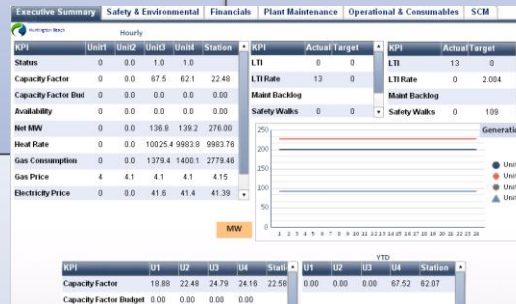 Executive Summary Safety & Environmental Financials Plant Maintenance Operational & Consumables SCM
Huntington Beach
Hourly
KPI Unit1 Unit2 Unit3 Unit4 Station
Status 0 0.0 1.0 1.0
Capacity Factor 0 0.0 67.5 62.1 22.48
Capacity Factor Bud 0 0.0 0.0 0.0 0.00
Availability 0 0.0 0.0 0.0 0.00
Net MW 0 0.0 136.8 139.2 276.00
Heat Rate 0 0.0 10025.4 9983.8 9983.76
Gas Consumption 0 0.0 1379.4 1400.1 2779.46
Gas Price 4 4.1 4.1 4.1 4.15
Electricity Price 0 0.0 41.6 41.4 41.39
KPI Actual Target
LTI 0 0
LTI Rate 13 0
Maint Backlog
Safety Walks 0 0
KPI Actual Target
LTI 13 0
LTI Rate 0 2.004
Maint Backlog
Safety Walks 0 109
Generatio
250
200
150
100
50
1 2 3 4 5 6 7 8 9 10 11 12 13 14 15 16 17 18 19 20 21 22 23 24
Unit
Unit
Unit
Unit
MW
YTD
KPI U1 U2 U3 U4 Stati U1 U2 U3 U4 Station
Capacity Factor 18.88 22.48 24.79 24.16 22.58 0.00 0.00 0.00 67.52 62.07
Capacity Factor Budget 0.00 0.00 0.00 0.00